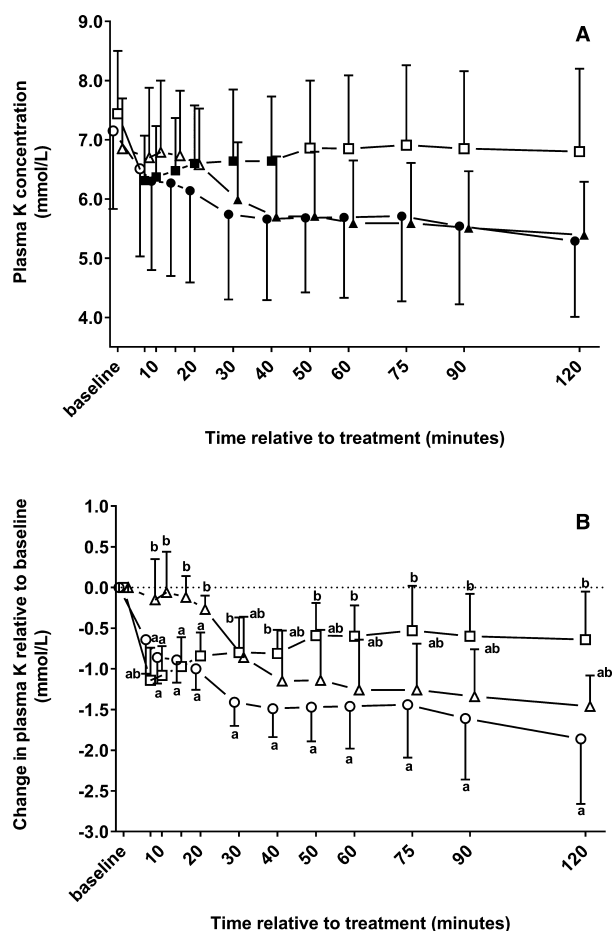 A
Plasma K concentration
(mmol/L)
9.0
8.0
7.0
6.0
5.0
4.0
baseline
10
20
30
40
50
60
75
90
120
Time relative to treatment (minutes)
B
Change in plasma K relative to baseline
(mmol/L)
1.0
0.5
0.0
-0.5
-1.0
-1.5
-2.0
-2.5
-3.0
b b b b b ab b ab b ab b ab b ab b ab b ab
ab a a a a a a a a a a a a a
baseline
10
20
30
40
50
60
75
90
120
Time relative to treatment (minutes)